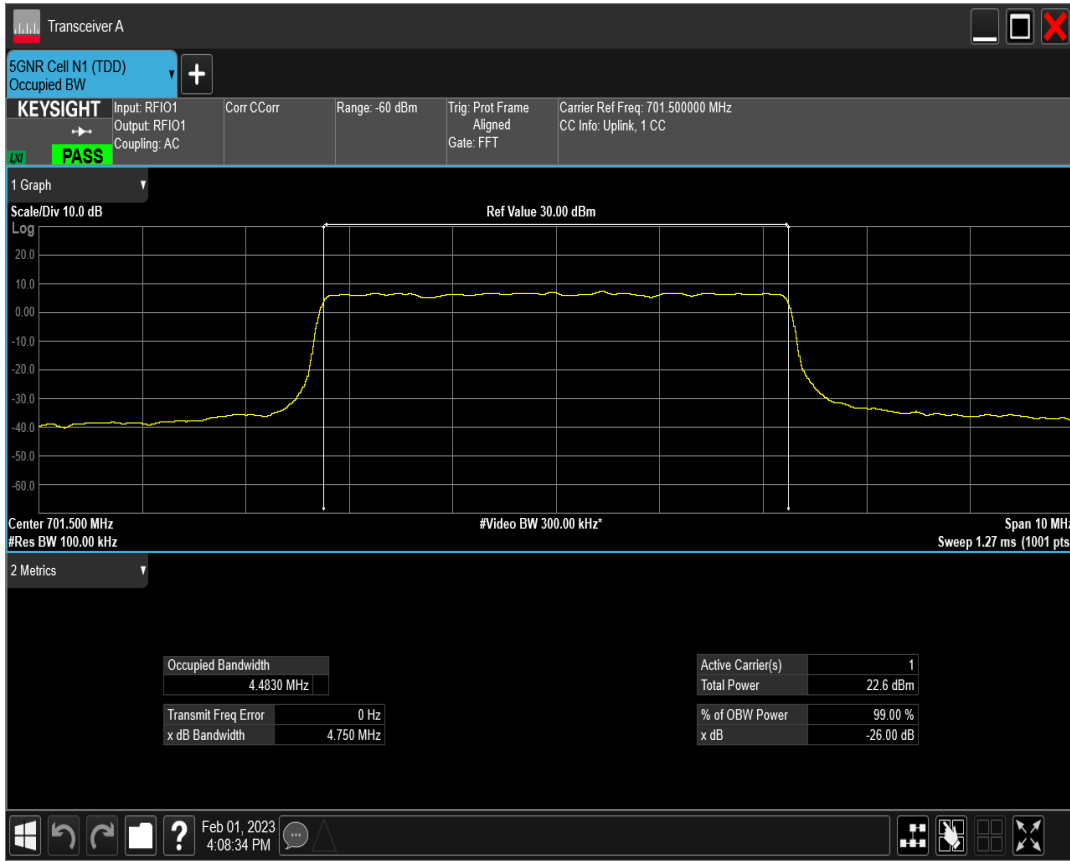 Transceiver A
5GNR Cell N1 (TDD)
Occupied BW
KEYSIGHT
LXI
PASS
Input: RFIO1
Output: RFIO1
Coupling: AC
Corr CCorr
Range: -60 dBm
Trig: Prot Frame
Aligned
Gate: FFT
Carrier Ref Freq: 701.500000 MHz
CC Info: Uplink, 1 CC
1 Graph
Scale/Div 10.0 dB
Ref Value 30.00 dBm
Log
20.0
10.0
0.00
-10.0
-20.0
-30.0
-40.0
-50.0
-60.0
Center 701.500 MHz
#Video BW 300.00 kHz*
Span 10 MHz
#Res BW 100.00 kHz
Sweep 1.27 ms (1001 pts
2 Metrics
Occupied Bandwidth
4.4830 MHz
Transmit Freq Error 0 Hz
x dB Bandwidth 4.750 MHz
Active Carrier(s) 1
Total Power 22.6 dBm
% of OBW Power 99.00 %
x dB -26.00 dB
Feb 01, 2023
4:08:34 PM